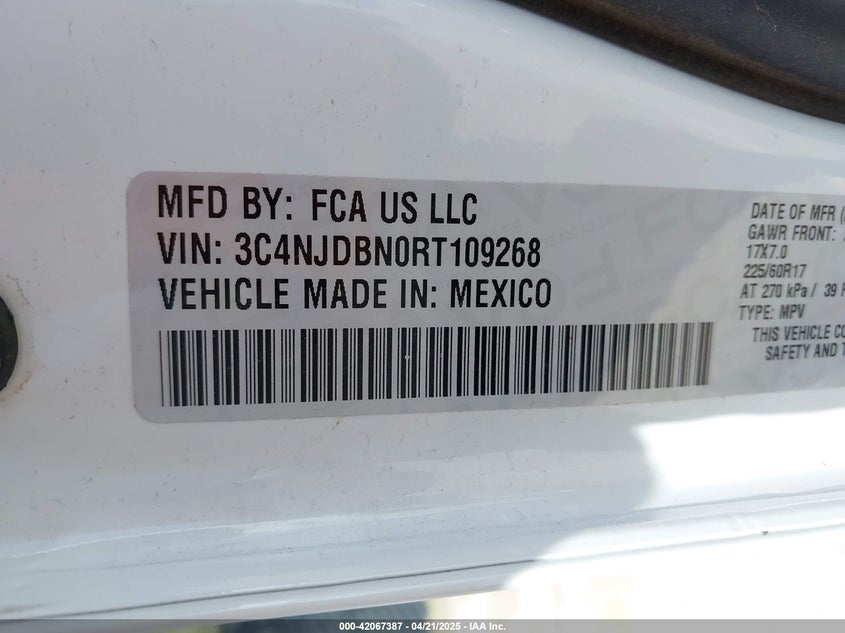 MFD BY: FCA US LLC
VIN: 3C4NJDBN0RT109268
VEHICLE MADE IN: MEXICO
DATE OF MFR
GAWR FRONT:
17X7.0
225/60R17
AT 270 kPa / 39
TYPE: MPV
THIS VEHICLE
SAFETY AND
000-42067387 - 04/21/2025 - IAA Inc.